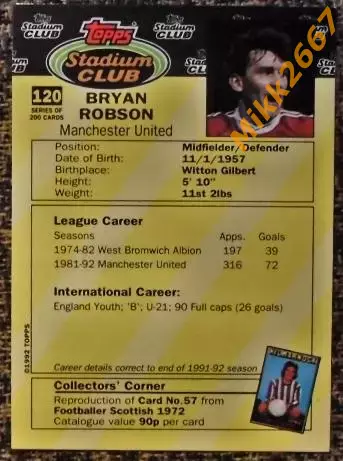 Topps Stadium CLUB
Topps
Stadium
CLUB
Topps Stadium CLUB
120
SERIES OF
200 CARDS
BRYAN
ROBSON
Manchester United
Mikk2667
Position: Midfielder/Defender
Date of Birth: 11/1/1957
Birthplace: Witton Gilbert
Height: 5' 10"
Weight: 11st 2lbs
League Career
Seasons Apps. Goals
1974-82 West Bromwich Albion 197 39
1981-92 Manchester United 316 72
International Career:
England Youth; 'B'; U-21; 90 Full caps (26 goals)
©1992 TOPPS
Career details correct to end of 1991-92 season
Collectors' Corner
Reproduction of Card No.57 from
Footballer Scottish 1972
Catalogue value 90p per card